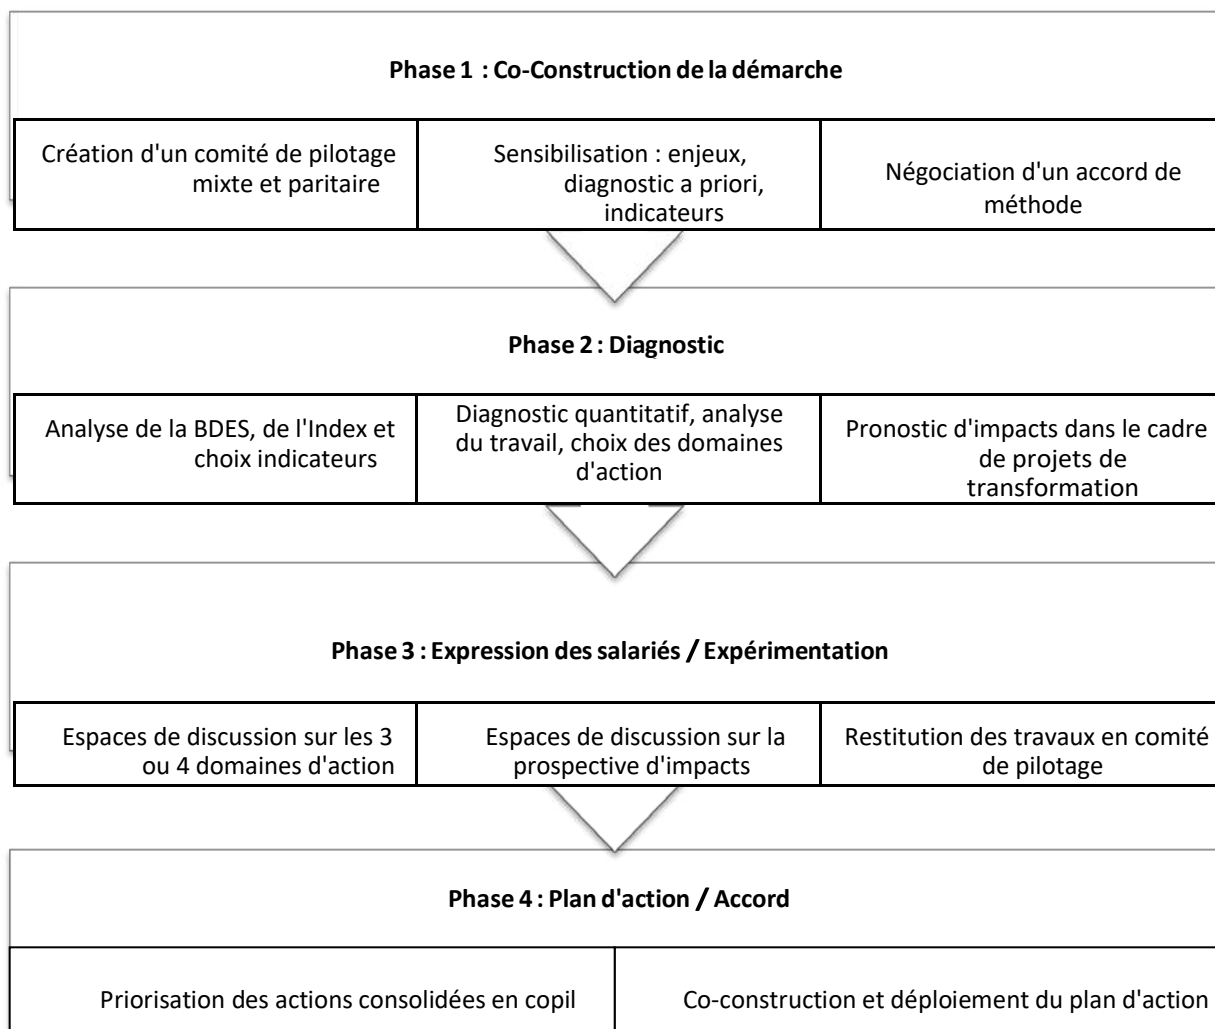 Phase 1 : Co-Construction de la démarche
Création d'un comité de pilotage
mixte et paritaire
Sensibilisation : enjeux,
diagnostic a priori,
indicateurs
Négociation d'un accord de
méthode
Phase 2 : Diagnostic
Analyse de la BDES, de l'Index et
choix indicateurs
Diagnostic quantitatif, analyse
du travail, choix des domaines
d'action
Pronostic d'impacts dans le cadre
de projets de
transformation
Phase 3 : Expression des salariés / Expérimentation
Espaces de discussion sur les 3
ou 4 domaines d'action
Espaces de discussion sur la
prospective d'impacts
Restitution des travaux en comité
de pilotage
Phase 4 : Plan d'action / Accord
Priorisation des actions consolidées en copil
Co-construction et déploiement du plan d'action